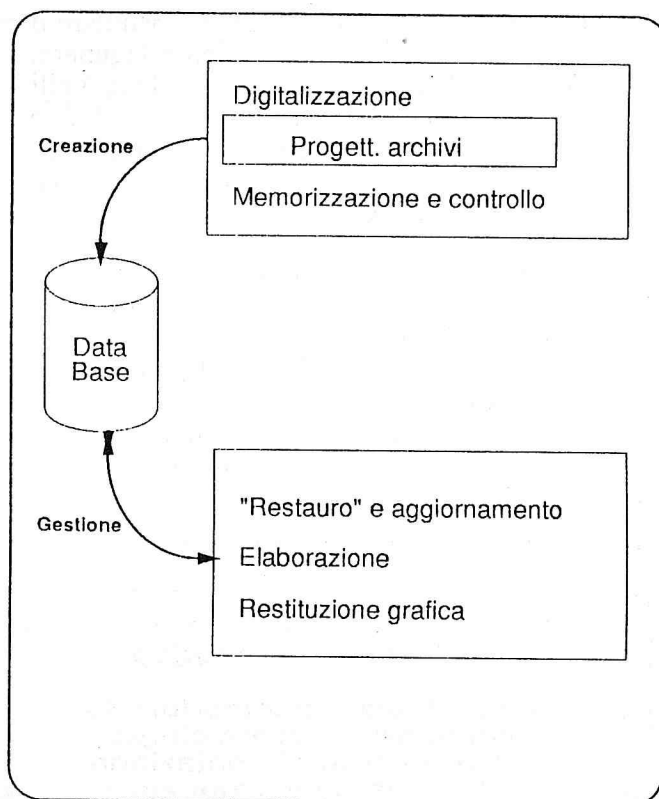 Digitalizzazione
Creazione
Progett. archivi
Memorizzazione e controllo
Data
Base
"Restauro" e aggiornamento
Gestione
Elaborazione
Restituzione grafica